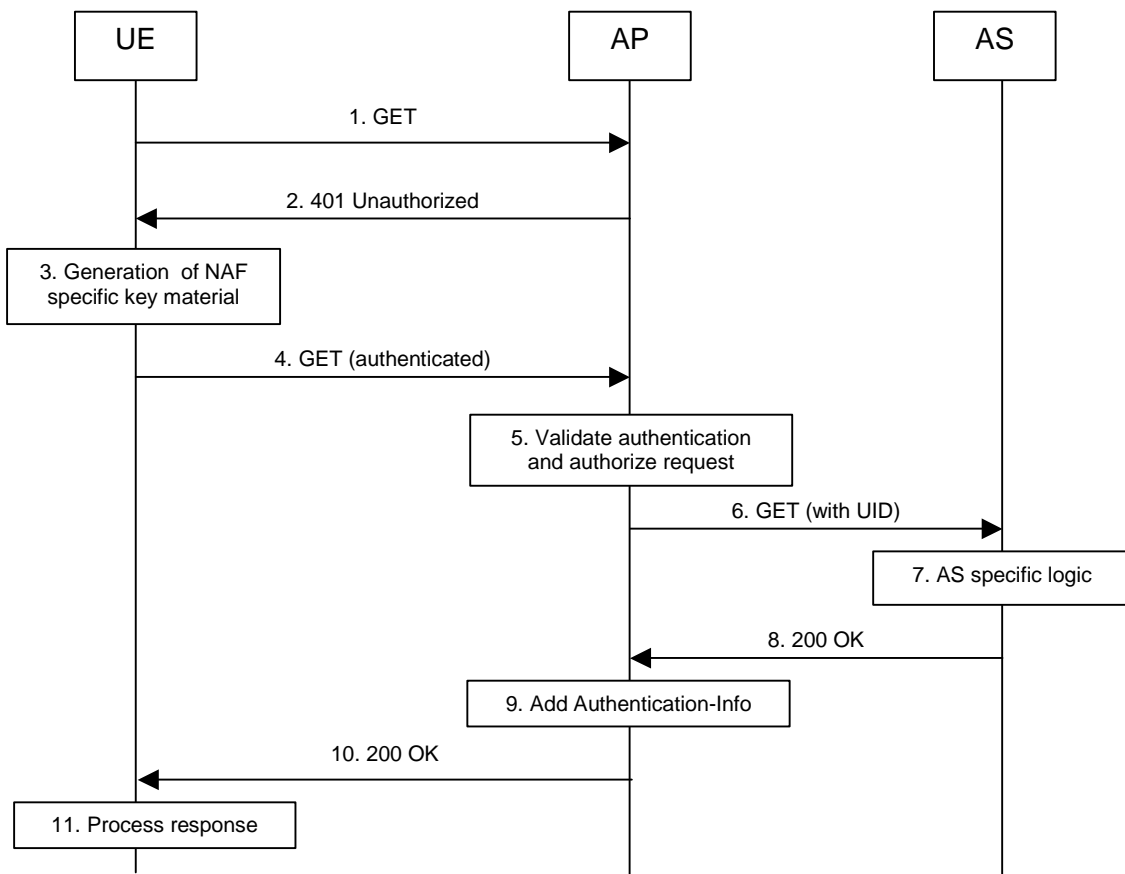 UE
AP
AS
1. GET
2. 401 Unauthorized
3. Generation of NAF
specific key material
4. GET (authenticated)
5. Validate authentication
and authorize request
6. GET (with UID)
7. AS specific logic
8. 200 OK
9. Add Authentication-Info
10. 200 OK
11. Process response